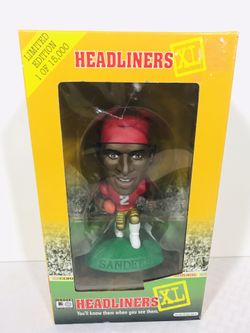 LIMITED
EDITION
1 OF 15,000
HEADLINERS
XL
SANDERS
HEADLINERS XL
You'll know them when you see them.